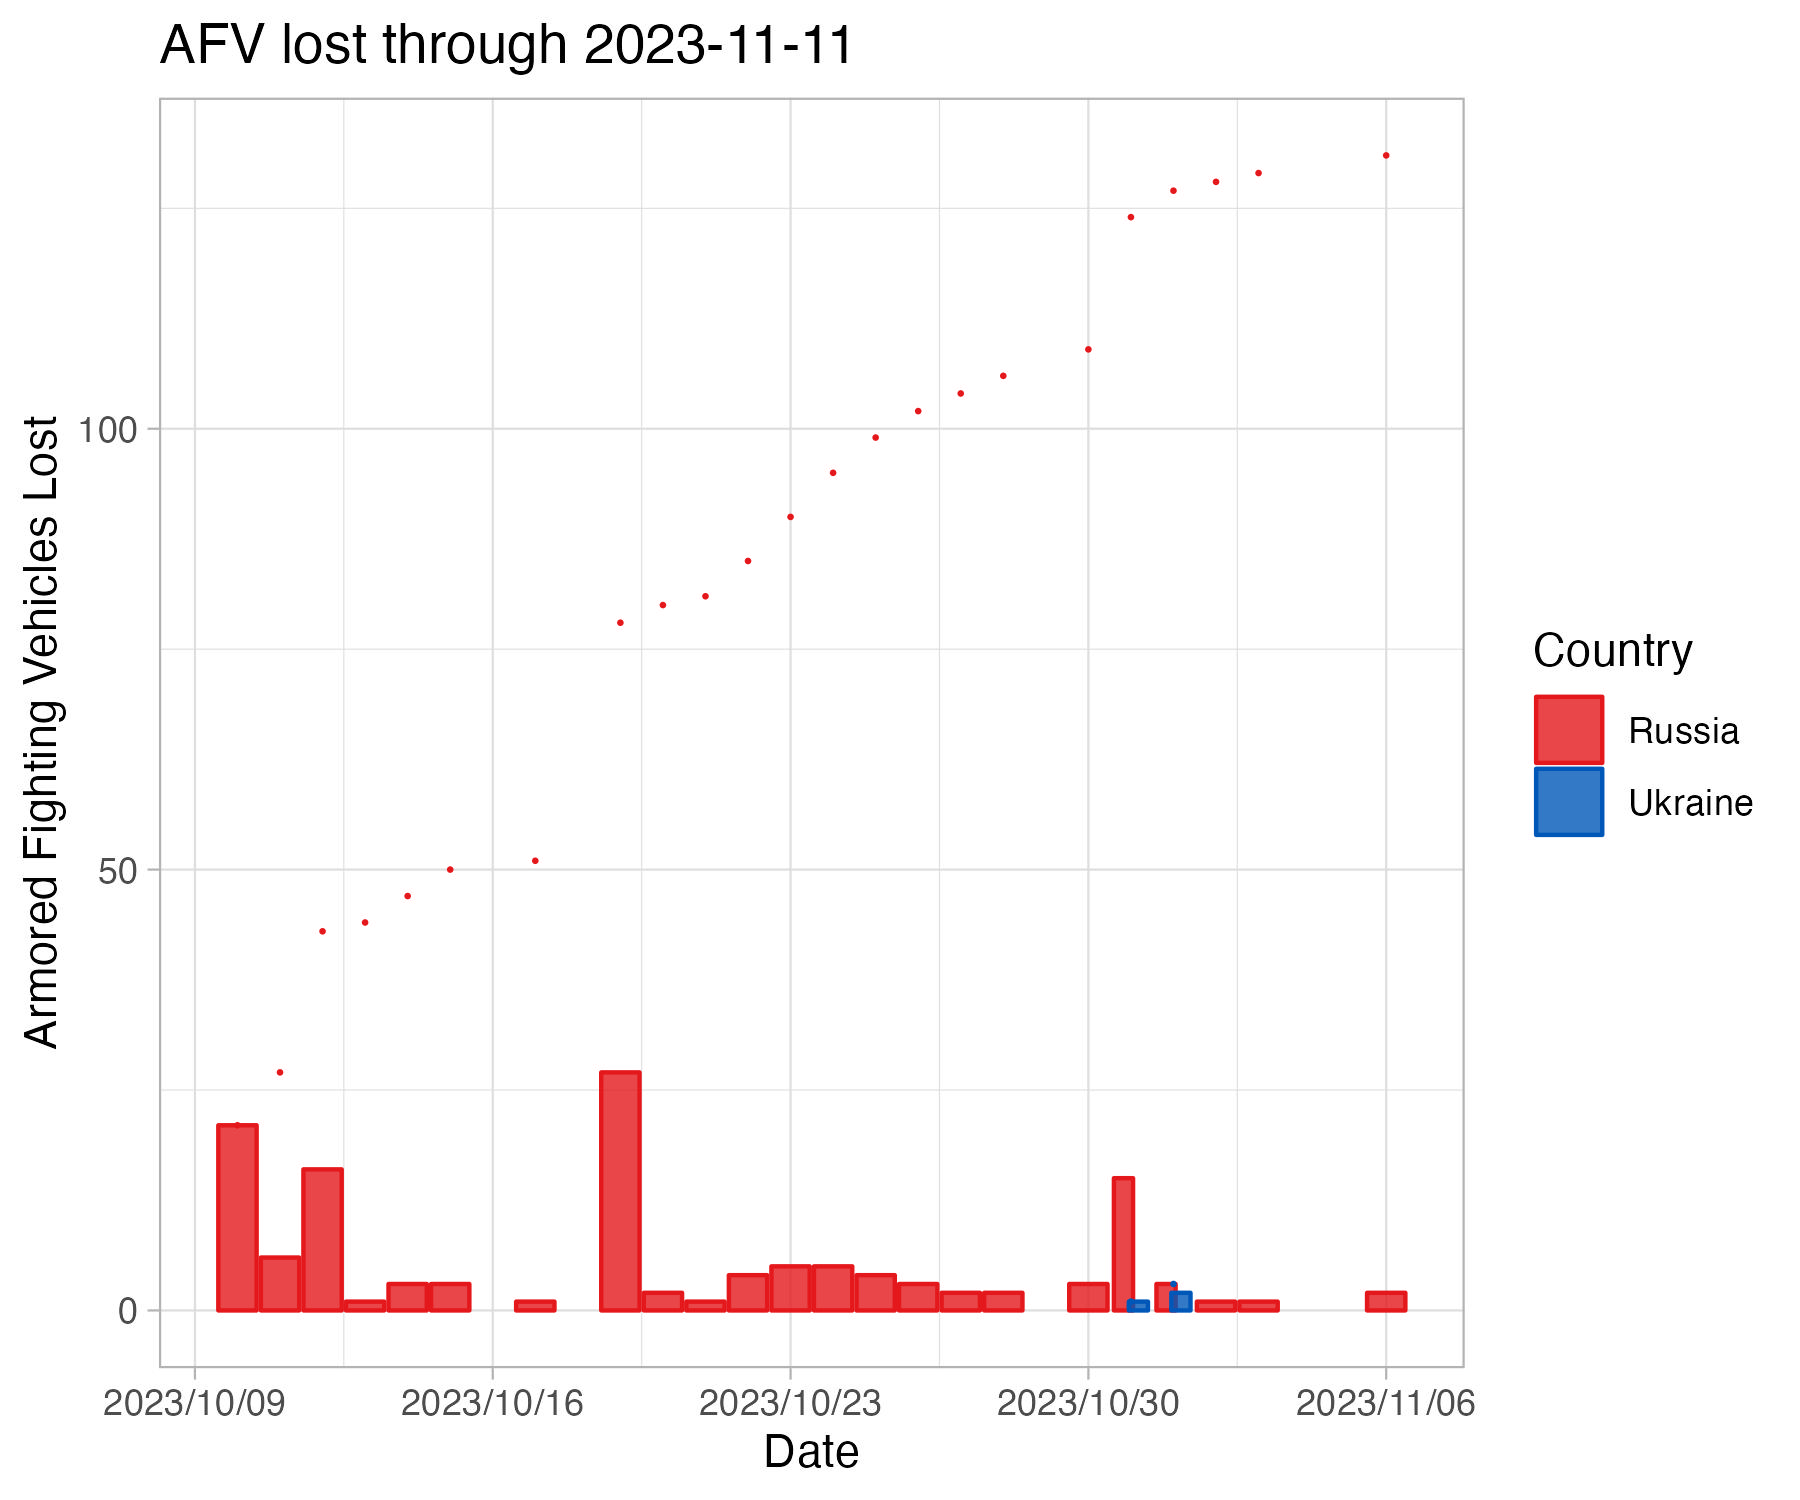 AFV lost through 2023-11-11
Armored Fighting Vehicles Lost
100
50
0
2023/10/09
2023/10/16
2023/10/23
2023/10/30
2023/11/06
Date
Country
Russia
Ukraine